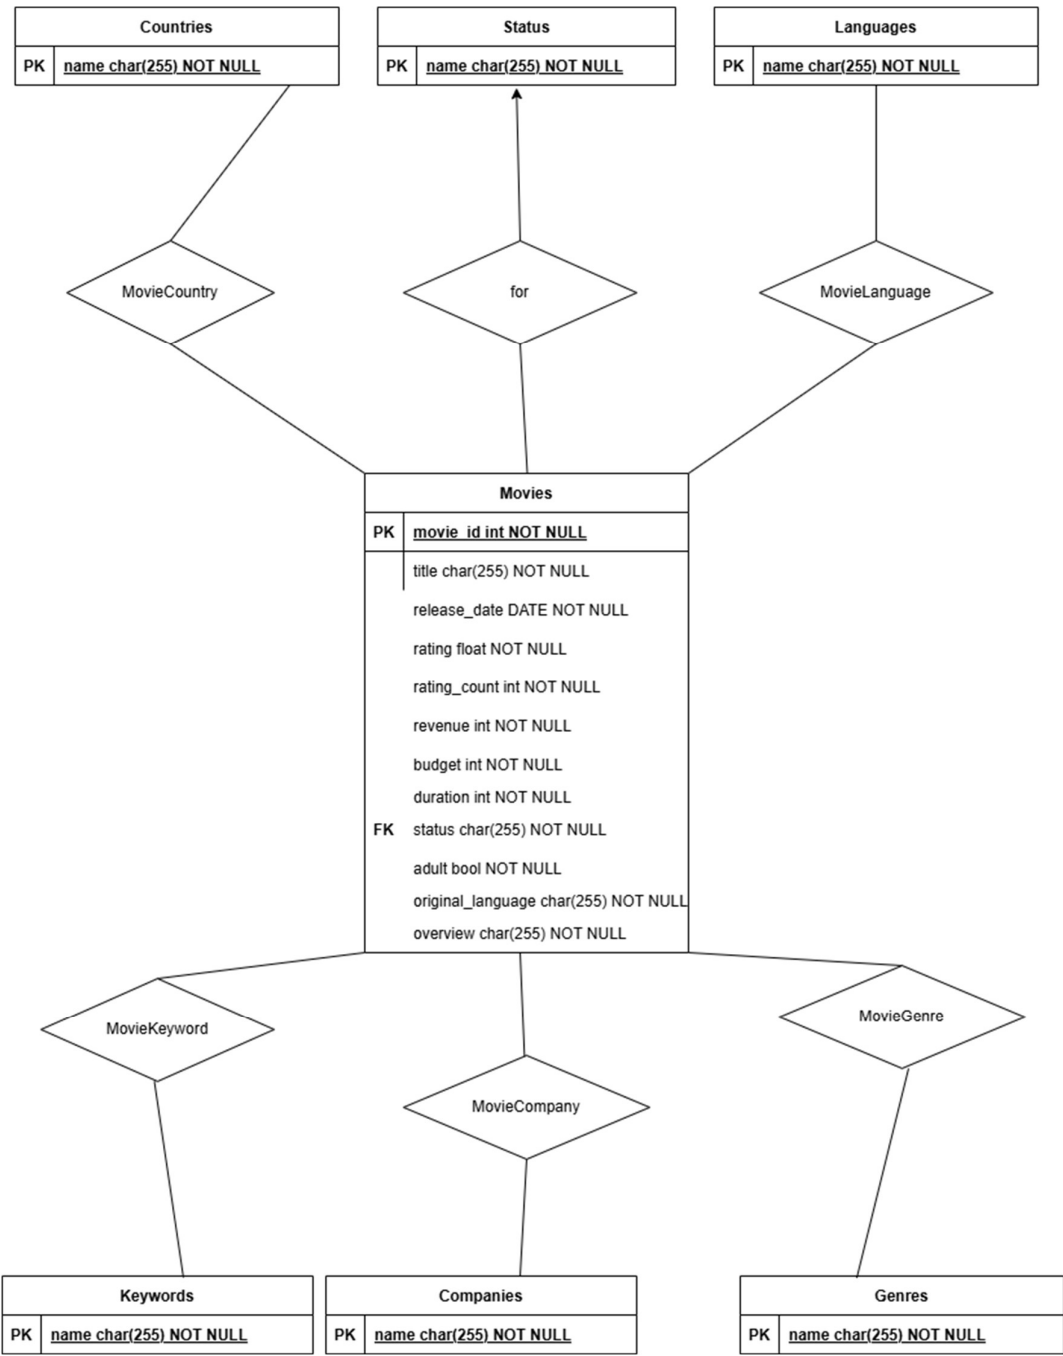 Countries
PK name char(255) NOT NULL
Status
PK name char(255) NOT NULL
Languages
PK name char(255) NOT NULL
MovieCountry
for
MovieLanguage
Movies
PK movie_id int NOT NULL
title char(255) NOT NULL
release_date DATE NOT NULL
rating float NOT NULL
rating_count int NOT NULL
revenue int NOT NULL
budget int NOT NULL
duration int NOT NULL
FK status char(255) NOT NULL
adult bool NOT NULL
original_language char(255) NOT NULL
overview char(255) NOT NULL
MovieKeyword
MovieCompany
MovieGenre
Keywords
PK name char(255) NOT NULL
Companies
PK name char(255) NOT NULL
Genres
PK name char(255) NOT NULL